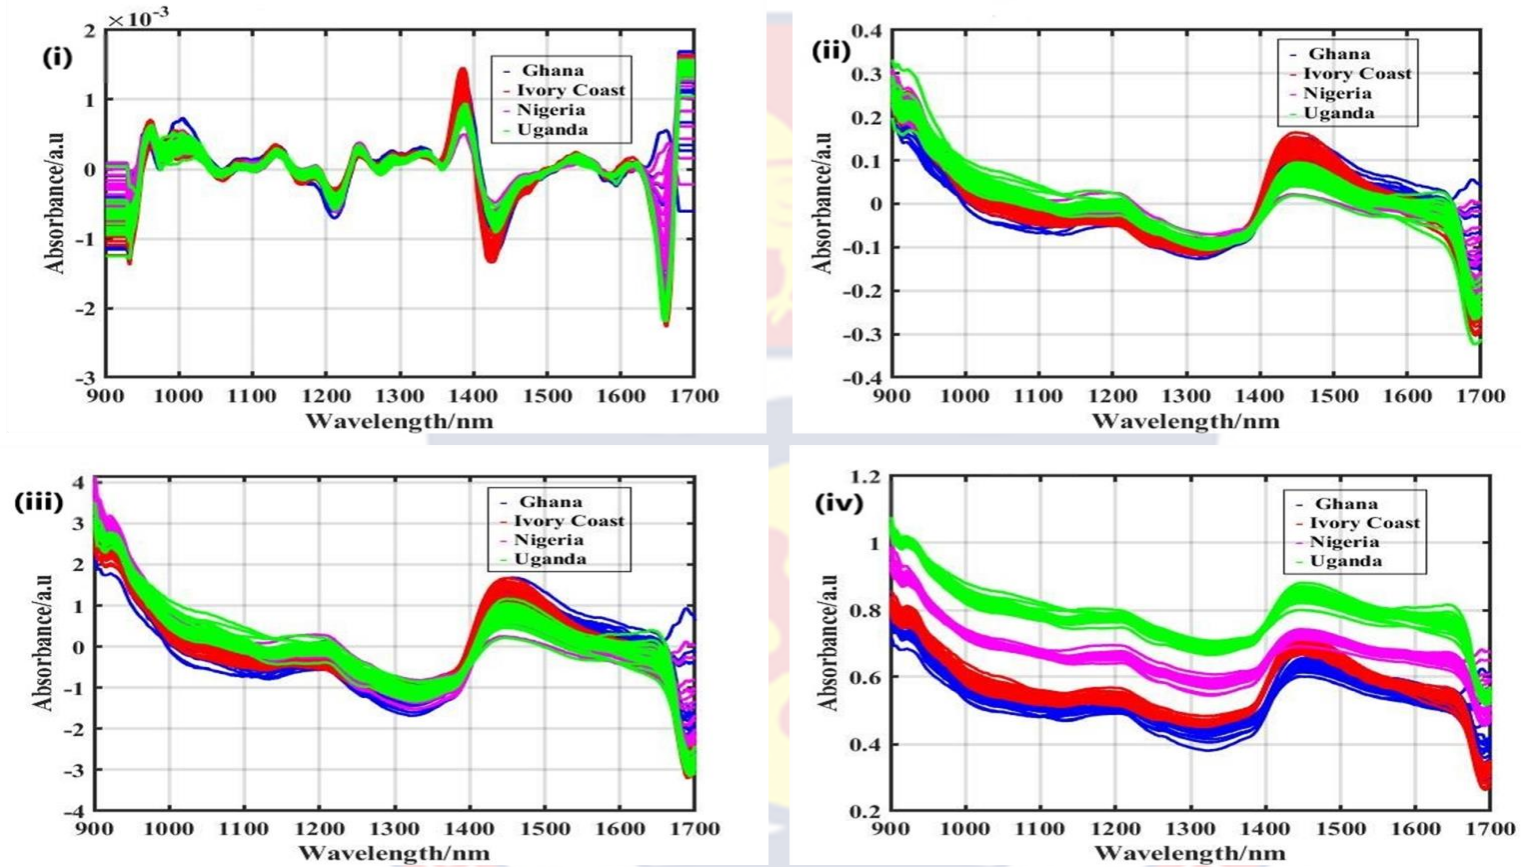 ×10⁻³
(i)
2
1
0
-1
-2
-3
Absorbance/a.u
Ghana
Ivory Coast
Nigeria
Uganda
900 1000 1100 1200 1300 1400 1500 1600 1700
Wavelength/nm
(ii)
0.4
0.3
0.2
0.1
0
-0.1
-0.2
-0.3
-0.4
Absorbance/a.u
Ghana
Ivory Coast
Nigeria
Uganda
900 1000 1100 1200 1300 1400 1500 1600 1700
Wavelength/nm
(iii)
4
3
2
1
0
-1
-2
-3
-4
Absorbance/a.u
Ghana
Ivory Coast
Nigeria
Uganda
900 1000 1100 1200 1300 1400 1500 1600 1700
Wavelength/nm
(iv)
1.2
1
0.8
0.6
0.4
0.2
Absorbance/a.u
Ghana
Ivory Coast
Nigeria
Uganda
900 1000 1100 1200 1300 1400 1500 1600 1700
Wavelength/nm